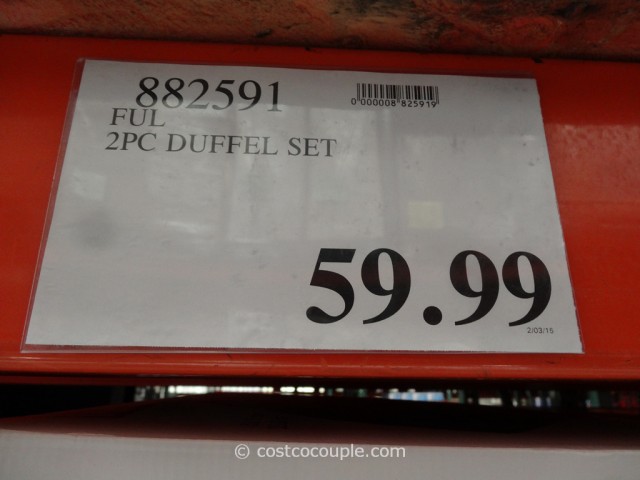 882591
0"000008"825919
FUL
2PC DUFFEL SET
59.99
2/03/15
© costcocouple.com